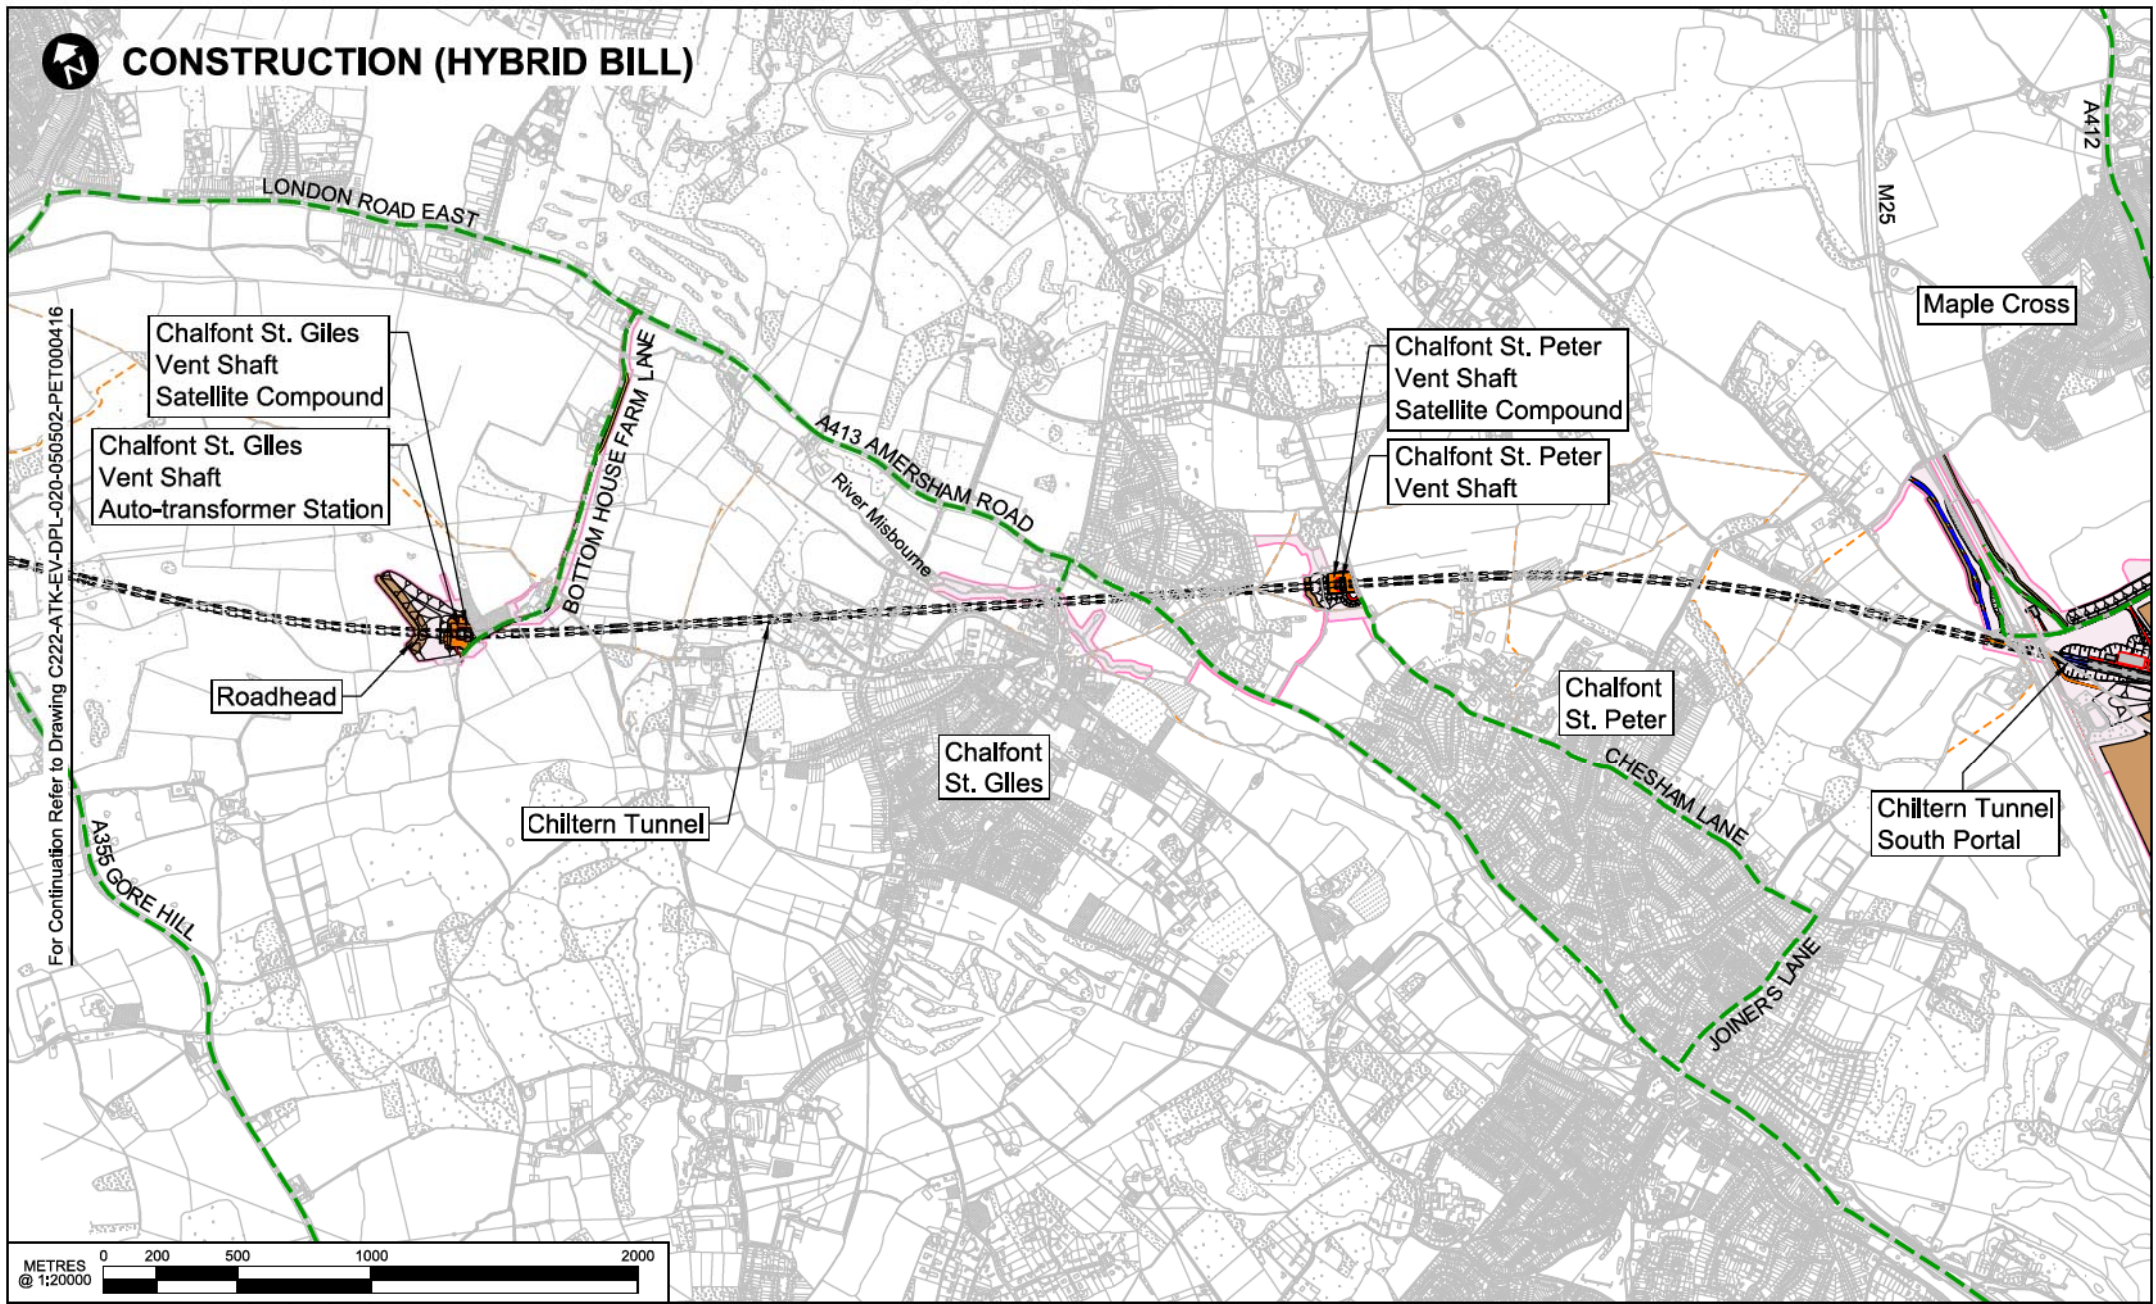 N
CONSTRUCTION (HYBRID BILL)
LONDON ROAD EAST
A412
M25
Maple Cross
For Continuation Refer to Drawing C222-ATK-EV-DPL-020-050502-PET000416
Chalfont St. Giles
Vent Shaft
Satellite Compound
Chalfont St. Giles
Vent Shaft
Auto-transformer Station
BOTTOM HOUSE FARM LANE
A413 AMERSHAM ROAD
River Misbourne
Chalfont St. Peter
Vent Shaft
Satellite Compound
Chalfont St. Peter
Vent Shaft
Roadhead
Chiltern Tunnel
Chalfont
St. Giles
Chalfont
St. Peter
CHESHAM LANE
JOINERS LANE
Chiltern Tunnel
South Portal
A355 GORE HILL
METRES
@ 1:20000
0 200 500 1000 2000